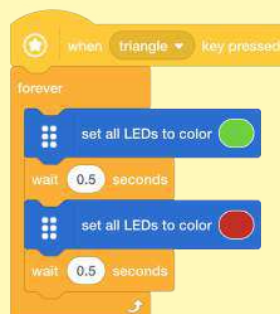 when triangle key pressed
forever
set all LEDs to color
wait 0.5 seconds
set all LEDs to color
wait 0.5 seconds